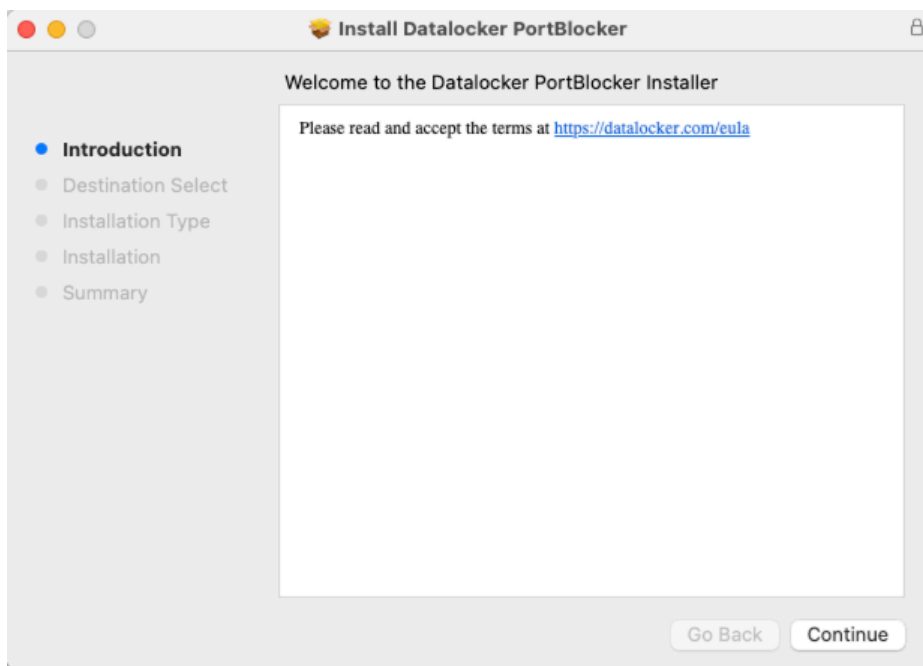 Install Datalocker PortBlocker
Welcome to the Datalocker PortBlocker Installer
Introduction
Destination Select
Installation Type
Installation
Summary
Please read and accept the terms at https://datalocker.com/eula
Go Back
Continue